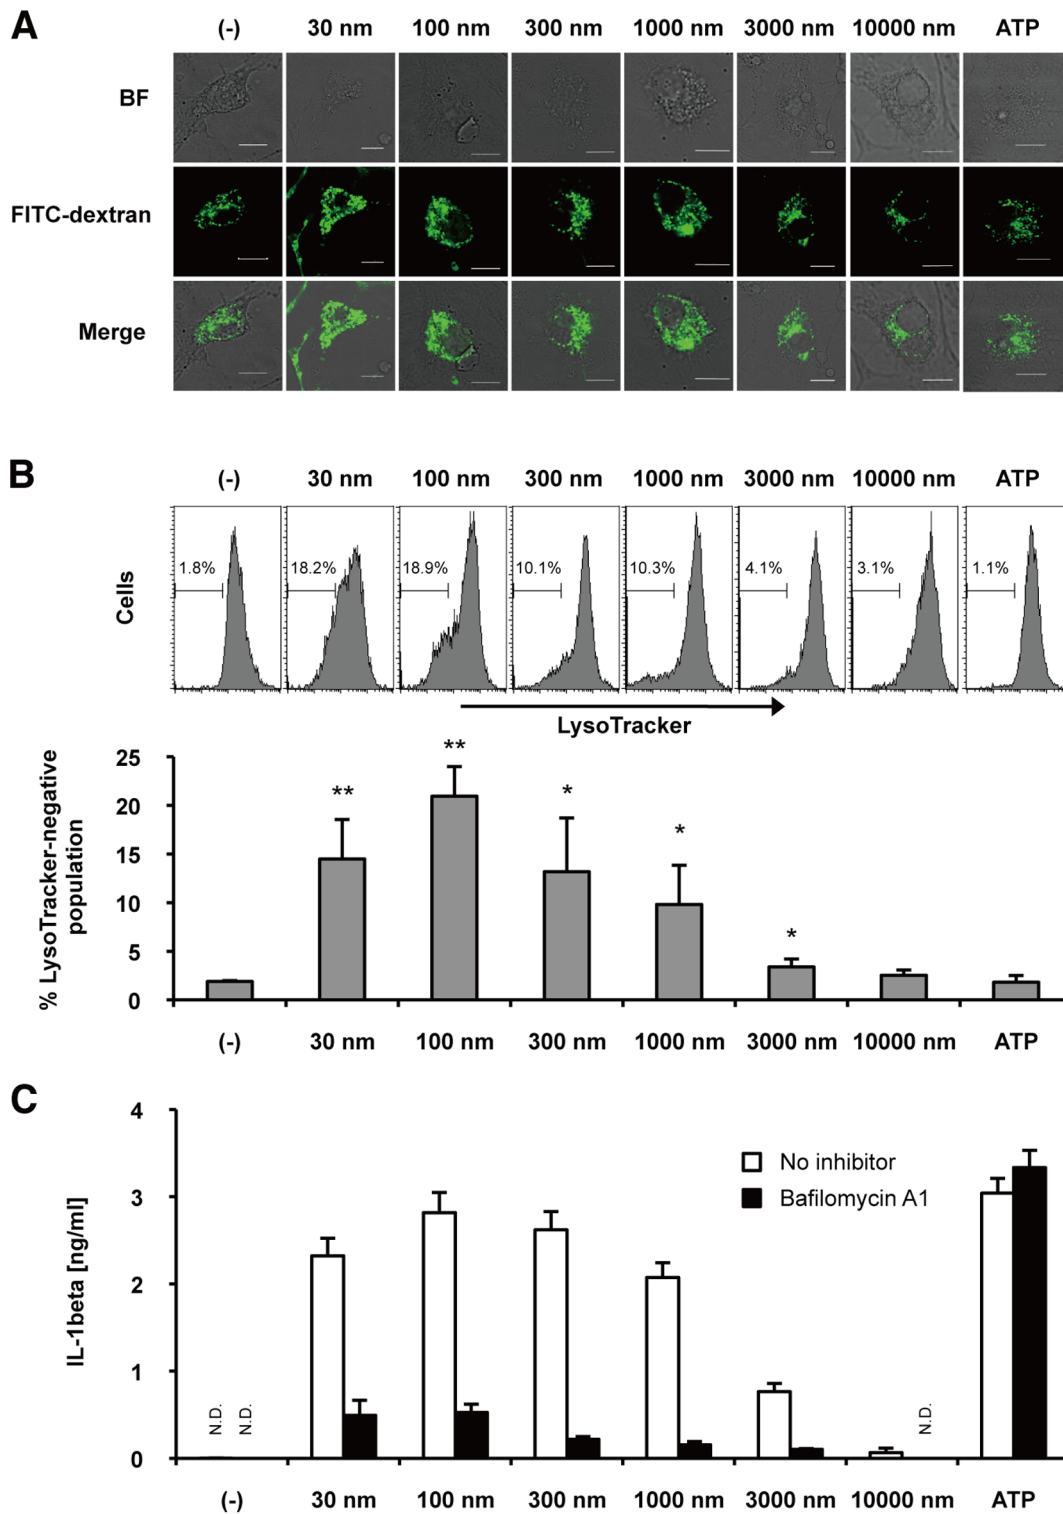 A
(-) 30 nm 100 nm 300 nm 1000 nm 3000 nm 10000 nm ATP
BF
FITC-dextran
Merge
B
(-) 30 nm 100 nm 300 nm 1000 nm 3000 nm 10000 nm ATP
Cells
1.8% 18.2% 18.9% 10.1% 10.3% 4.1% 3.1% 1.1%
LysoTracker
% LysoTracker-negative
population
25
20
15
10
5
0
** ** * * *
(-) 30 nm 100 nm 300 nm 1000 nm 3000 nm 10000 nm ATP
C
IL-1beta [ng/ml]
4
3
2
1
0
No inhibitor
Bafilomycin A1
N.D. N.D. N.D.
(-) 30 nm 100 nm 300 nm 1000 nm 3000 nm 10000 nm ATP